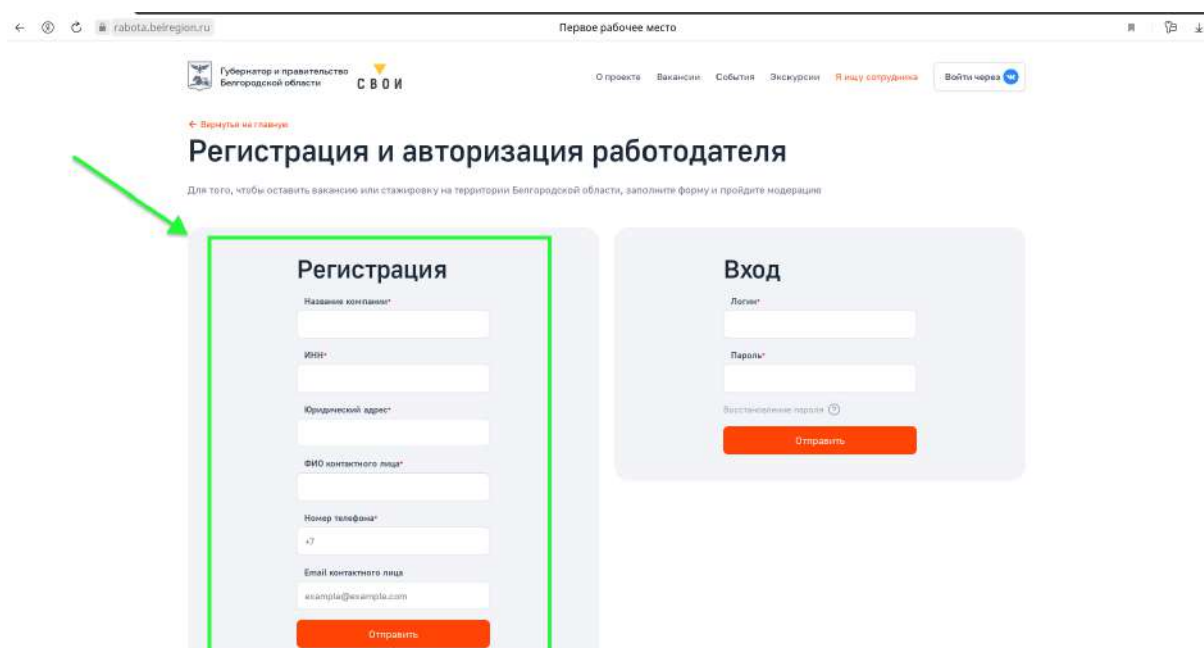 rabota.belregion.ru
Первое рабочее место
Губернатор и правительство
Белгородской области
СВОИ
О проекте Вакансии События Экскурсии Я ищу сотрудника Войти через
← Вернуться на главную
Регистрация и авторизация работодателя
Для того, чтобы оставить вакансию или стажировку на территории Белгородской области, заполните форму и пройдите модерацию
Регистрация
Название компании*
ИНН*
Юридический адрес*
ФИО контактного лица*
Номер телефона*
+7
Email контактного лица
example@example.com
Отправить
Вход
Логин*
Пароль*
Восстановление пароля ?
Отправить